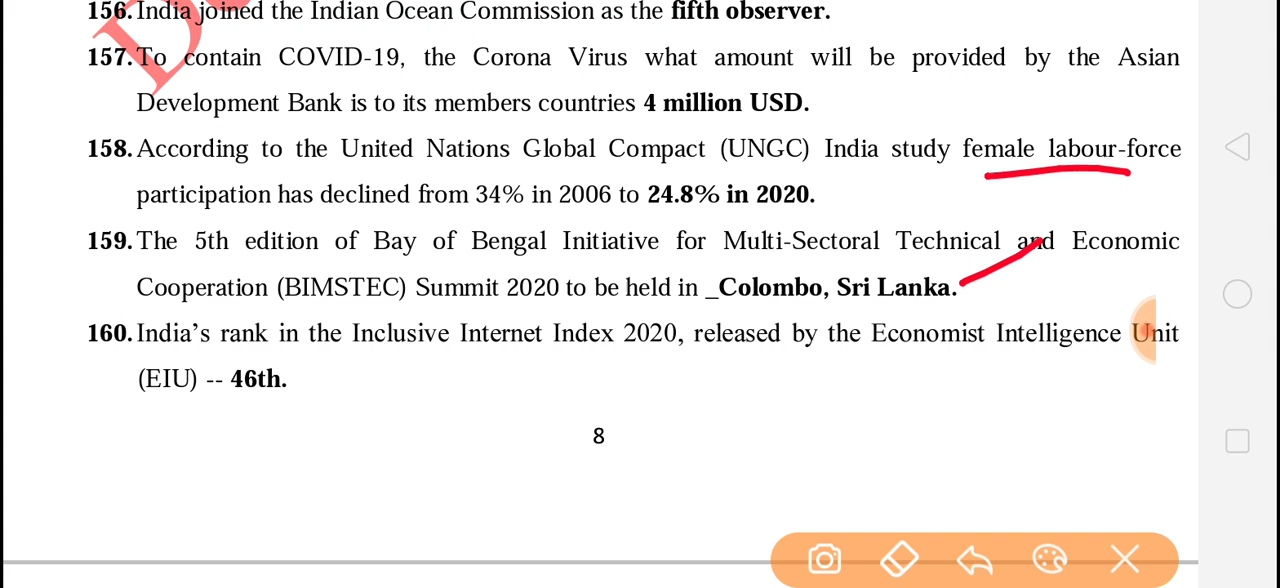 156. India joined the Indian Ocean Commission as the fifth observer.
157. To contain COVID-19, the Corona Virus what amount will be provided by the Asian
Development Bank is to its members countries 4 million USD.
158. According to the United Nations Global Compact (UNGC) India study female labour-force
participation has declined from 34% in 2006 to 24.8% in 2020.
159. The 5th edition of Bay of Bengal Initiative for Multi-Sectoral Technical and Economic
Cooperation (BIMSTEC) Summit 2020 to be held in _Colombo, Sri Lanka.
160. India’s rank in the Inclusive Internet Index 2020, released by the Economist Intelligence Unit
(EIU) -- 46th.
8